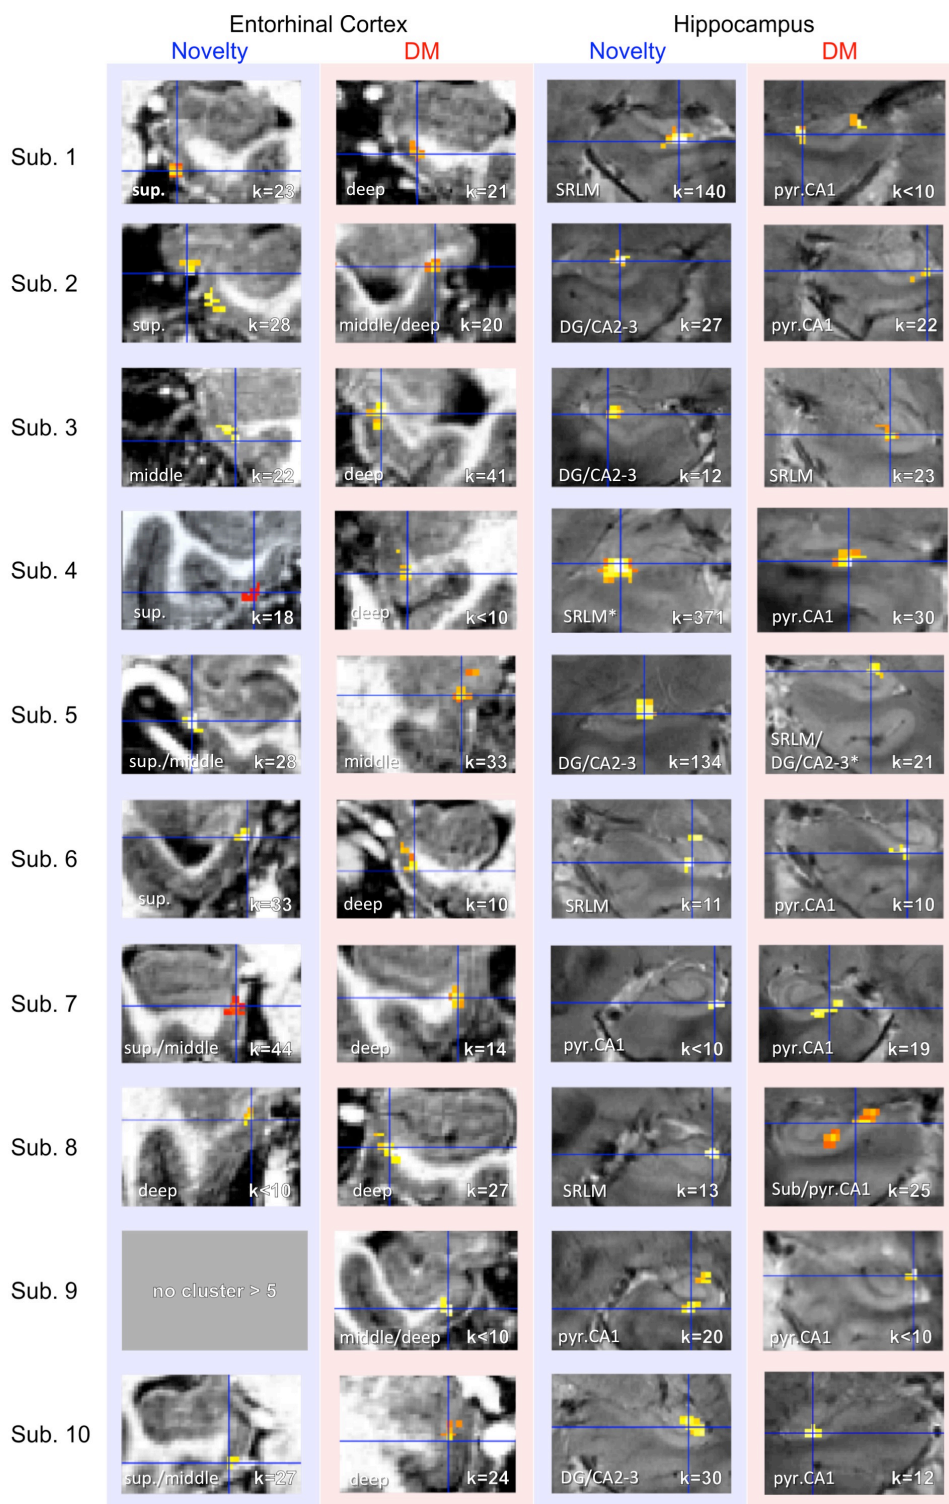 Entorhinal Cortex Hippocampus
Novelty DM Novelty DM
Sub. 1
sup. k=23 deep k=21 SRLM k=140 pyr.CA1 k<10
Sub. 2
sup. k=28 middle/deep k=20 DG/CA2-3 k=27 pyr.CA1 k=22
Sub. 3
middle k=22 deep k=41 DG/CA2-3 k=12 SRLM k=23
Sub. 4
sup. k=18 deep k<10 SRLM* k=371 pyr.CA1 k=30
Sub. 5
sup./middle k=28 middle k=33 DG/CA2-3 k=134 SRLM/
DG/CA2-3* k=21
Sub. 6
sup. k=33 deep k=10 SRLM k=11 pyr.CA1 k=10
Sub. 7
sup./middle k=44 deep k=14 pyr.CA1 k<10 pyr.CA1 k=19
Sub. 8
deep k<10 deep k=27 SRLM k=13 Sub/pyr.CA1 k=25
Sub. 9
no cluster > 5
middle/deep k<10 pyr.CA1 k=20 pyr.CA1 k<10
Sub. 10
sup./middle k=27 deep k=24 DG/CA2-3 k=30 pyr.CA1 k=12